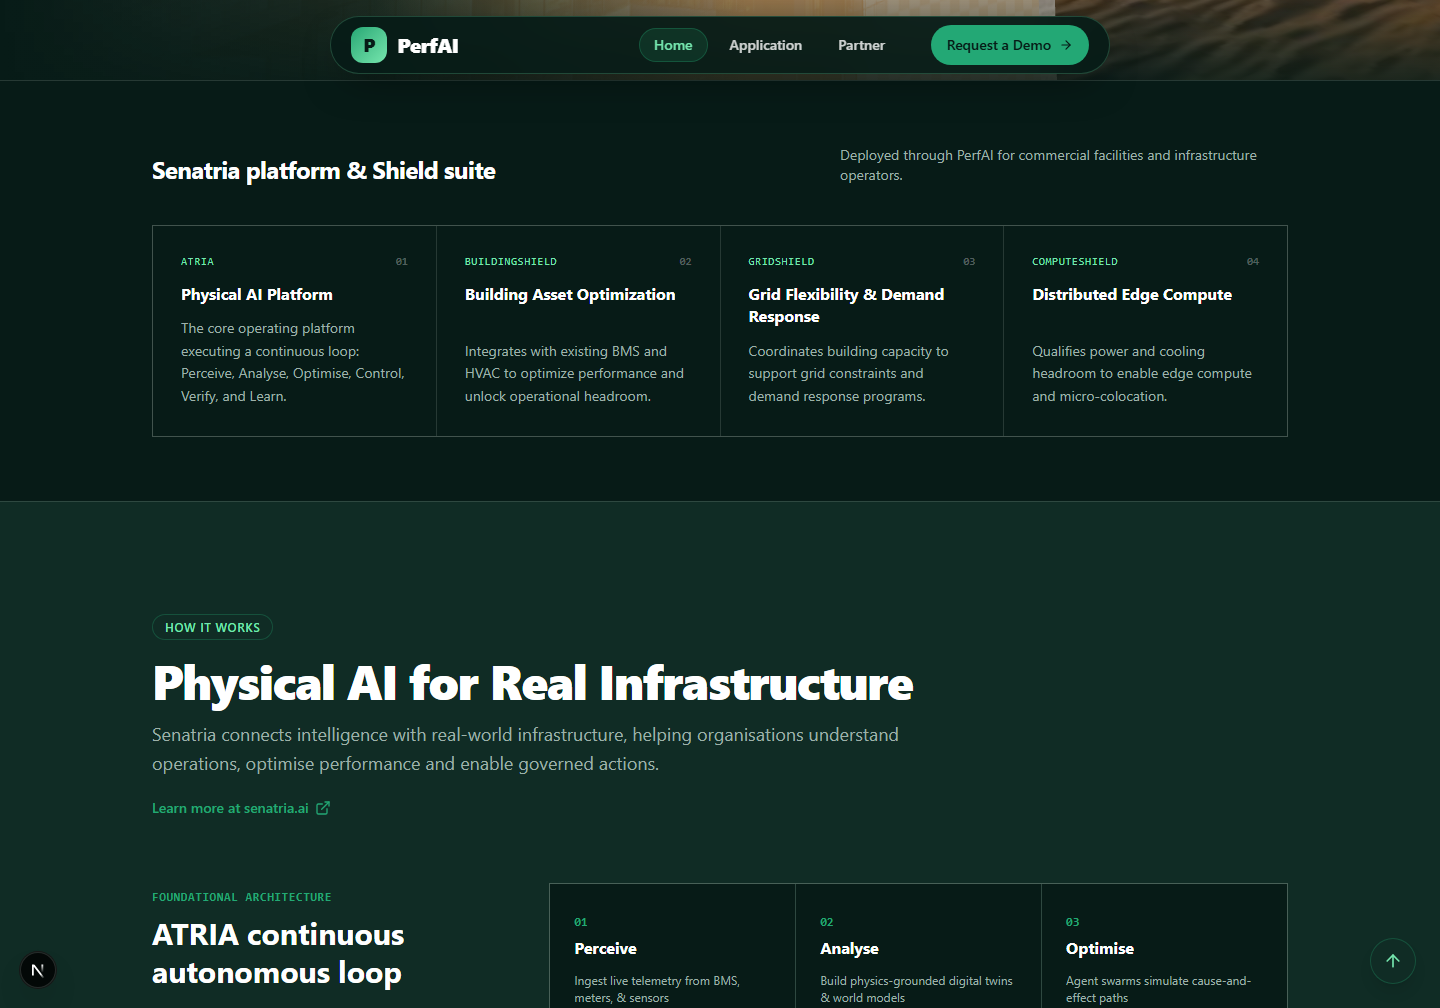 P PerfAI
Home Application Partner Request a Demo
Senatria platform & Shield suite
Deployed through PerfAI for commercial facilities and infrastructure
operators.
ATRIA 01
Physical AI Platform
The core operating platform
executing a continuous loop:
Perceive, Analyse, Optimise, Control,
Verify, and Learn.
BUILDINGSHIELD 02
Building Asset Optimization
Integrates with existing BMS and
HVAC to optimize performance and
unlock operational headroom.
GRIDSHIELD 03
Grid Flexibility & Demand
Response
Coordinates building capacity to
support grid constraints and
demand response programs.
COMPUTESHIELD 04
Distributed Edge Compute
Qualifies power and cooling
headroom to enable edge compute
and micro-colocation.
HOW IT WORKS
Physical AI for Real Infrastructure
Senatria connects intelligence with real-world infrastructure, helping organisations understand
operations, optimise performance and enable governed actions.
Learn more at senatria.ai
FOUNDATIONAL ARCHITECTURE
ATRIA continuous
autonomous loop
01
Perceive
Ingest live telemetry from BMS,
meters, & sensors
02
Analyse
Build physics-grounded digital twins
& world models
03
Optimise
Agent swarms simulate cause-and-
effect paths
N